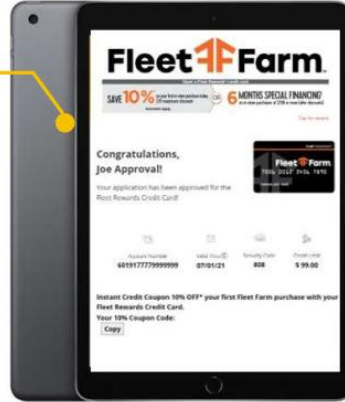 Fleet Farm
SAVE 10% OR 6 MONTHS SPECIAL FINANCING
Congratulations,
Joe Approval!
Your application has been approved for the
Fleet Rewards Credit Card!
Fleet Farm
Account Number
Valid Thru
Security Code
Credit Limit
6019177779999999
07/01/21
808
$ 99.00
Instant Credit Coupon 10% OFF* your first Fleet Farm purchase with your
Fleet Rewards Credit Card.
Your 10% Coupon Code:
Copy